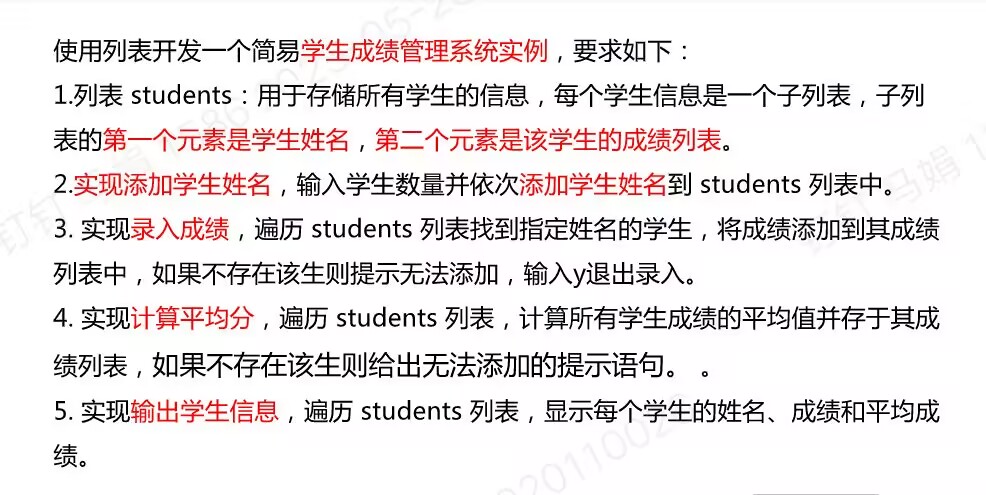 使用列表开发一个简易学生成绩管理系统实例，要求如下：
1.列表 students：用于存储所有学生的信息，每个学生信息是一个子列表，子列
表的第一个元素是学生姓名，第二个元素是该学生的成绩列表。
2.实现添加学生姓名，输入学生数量并依次添加学生姓名到 students 列表中。
3. 实现录入成绩，遍历 students 列表找到指定姓名的学生，将成绩添加到其成绩
列表中，如果不存在该生则提示无法添加，输入y退出录入。
4. 实现计算平均分，遍历 students 列表，计算所有学生成绩的平均值并存于其成
绩列表，如果不存在该生则给出无法添加的提示语句。 。
5. 实现输出学生信息，遍历 students 列表，显示每个学生的姓名、成绩和平均成
绩。